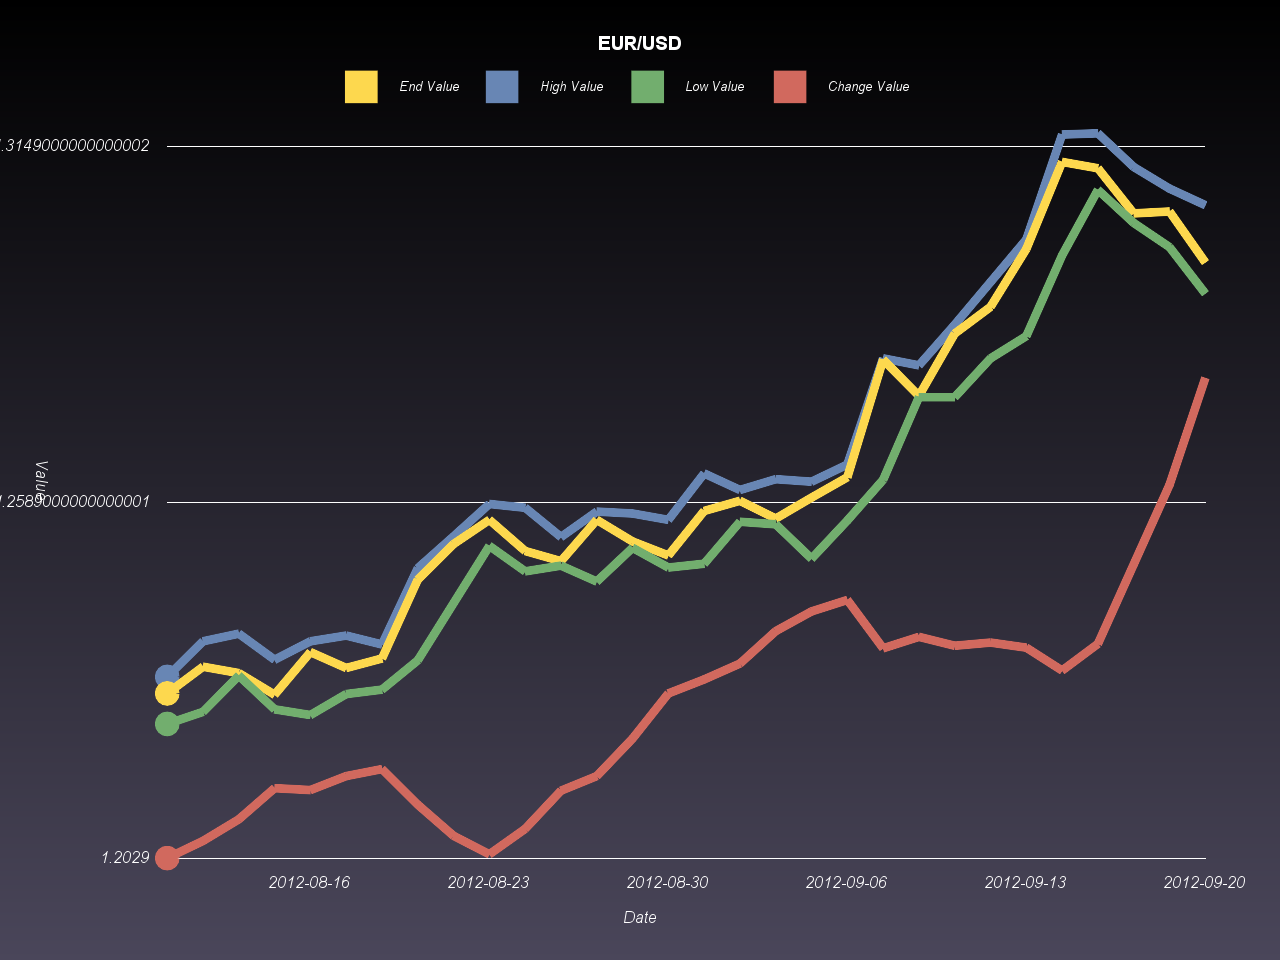 EUR/USD
End Value
High Value
Low Value
Change Value
.3149000000000002
Value
.2589000000000001
1.2029
2012-08-16
2012-08-23
2012-08-30
2012-09-06
2012-09-13
2012-09-20
Date